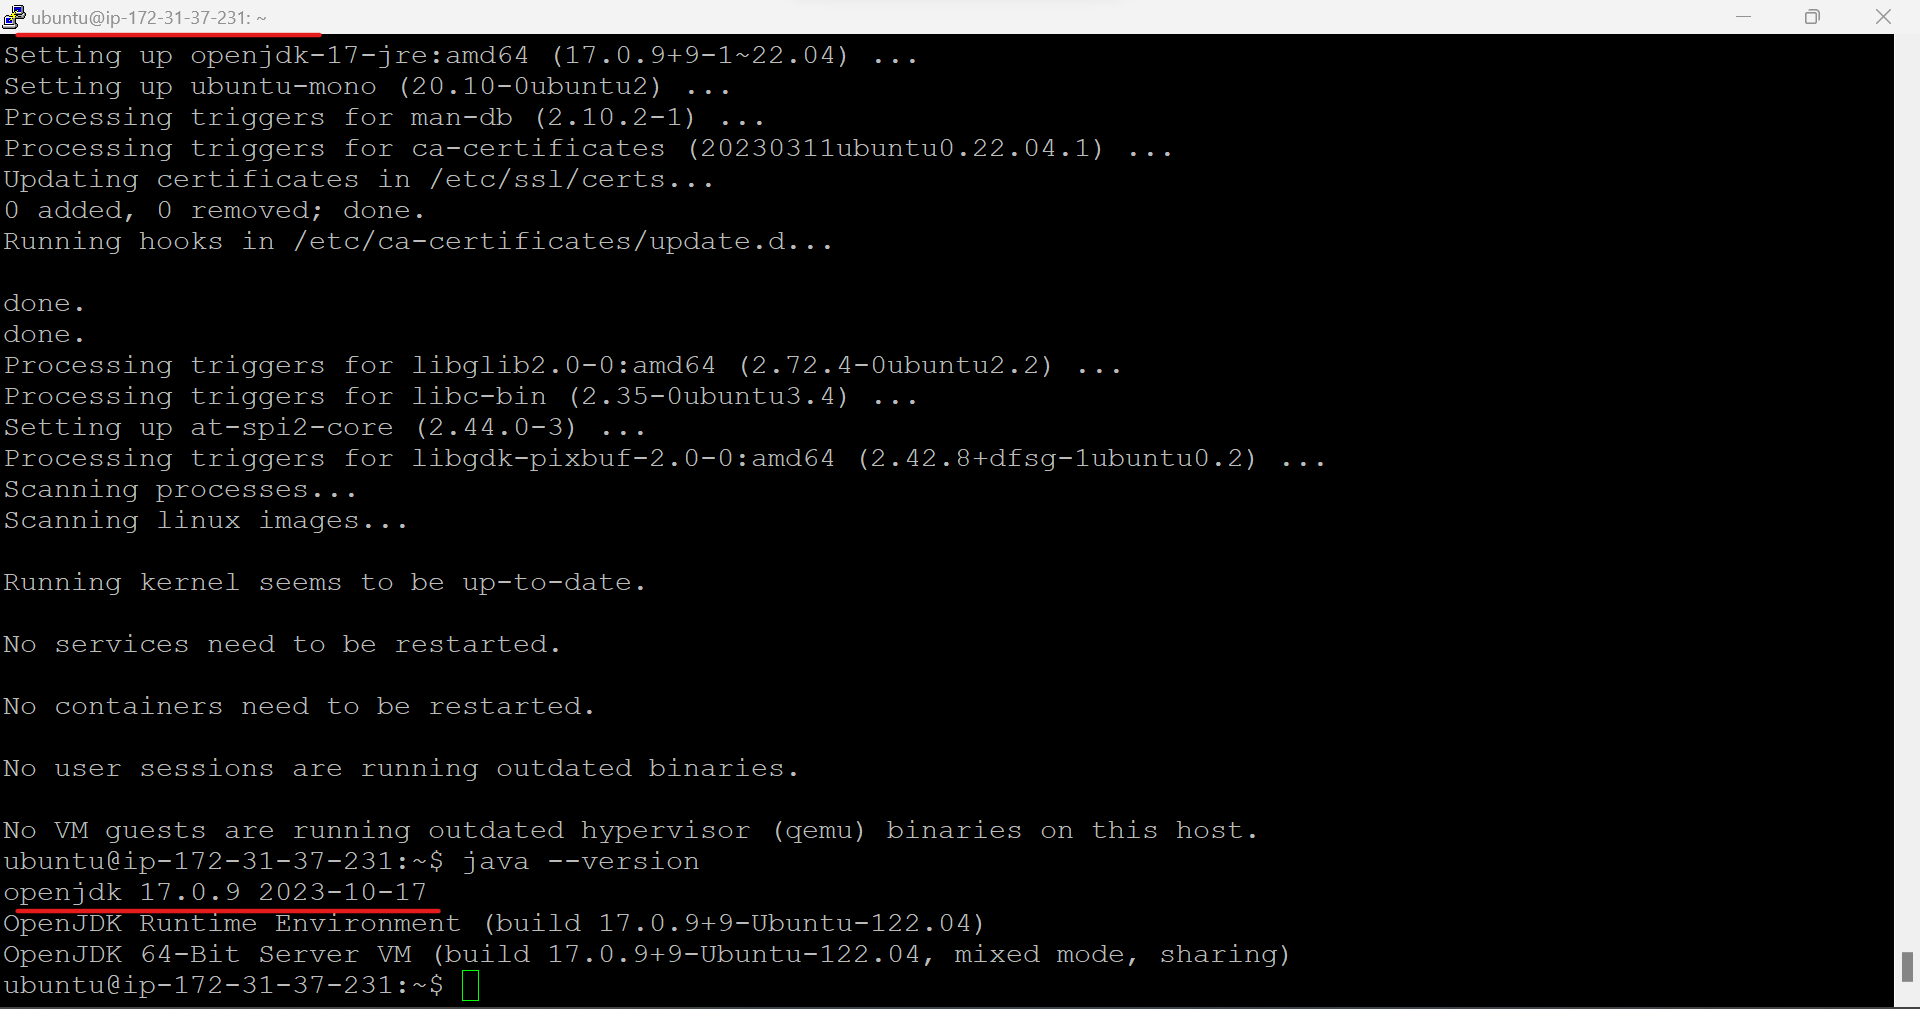 ubuntu@ip-172-31-37-231: ~
Setting up openjdk-17-jre:amd64 (17.0.9+9-1~22.04) ...
Setting up ubuntu-mono (20.10-0ubuntu2) ...
Processing triggers for man-db (2.10.2-1) ...
Processing triggers for ca-certificates (20230311ubuntu0.22.04.1) ...
Updating certificates in /etc/ssl/certs...
0 added, 0 removed; done.
Running hooks in /etc/ca-certificates/update.d...
done.
done.
Processing triggers for libglib2.0-0:amd64 (2.72.4-0ubuntu2.2) ...
Processing triggers for libc-bin (2.35-0ubuntu3.4) ...
Setting up at-spi2-core (2.44.0-3) ...
Processing triggers for libgdk-pixbuf-2.0-0:amd64 (2.42.8+dfsg-1ubuntu0.2) ...
Scanning processes...
Scanning linux images...
Running kernel seems to be up-to-date.
No services need to be restarted.
No containers need to be restarted.
No user sessions are running outdated binaries.
No VM guests are running outdated hypervisor (qemu) binaries on this host.
ubuntu@ip-172-31-37-231:~$ java --version
openjdk 17.0.9 2023-10-17
OpenJDK Runtime Environment (build 17.0.9+9-Ubuntu-122.04)
OpenJDK 64-Bit Server VM (build 17.0.9+9-Ubuntu-122.04, mixed mode, sharing)
ubuntu@ip-172-31-37-231:~$